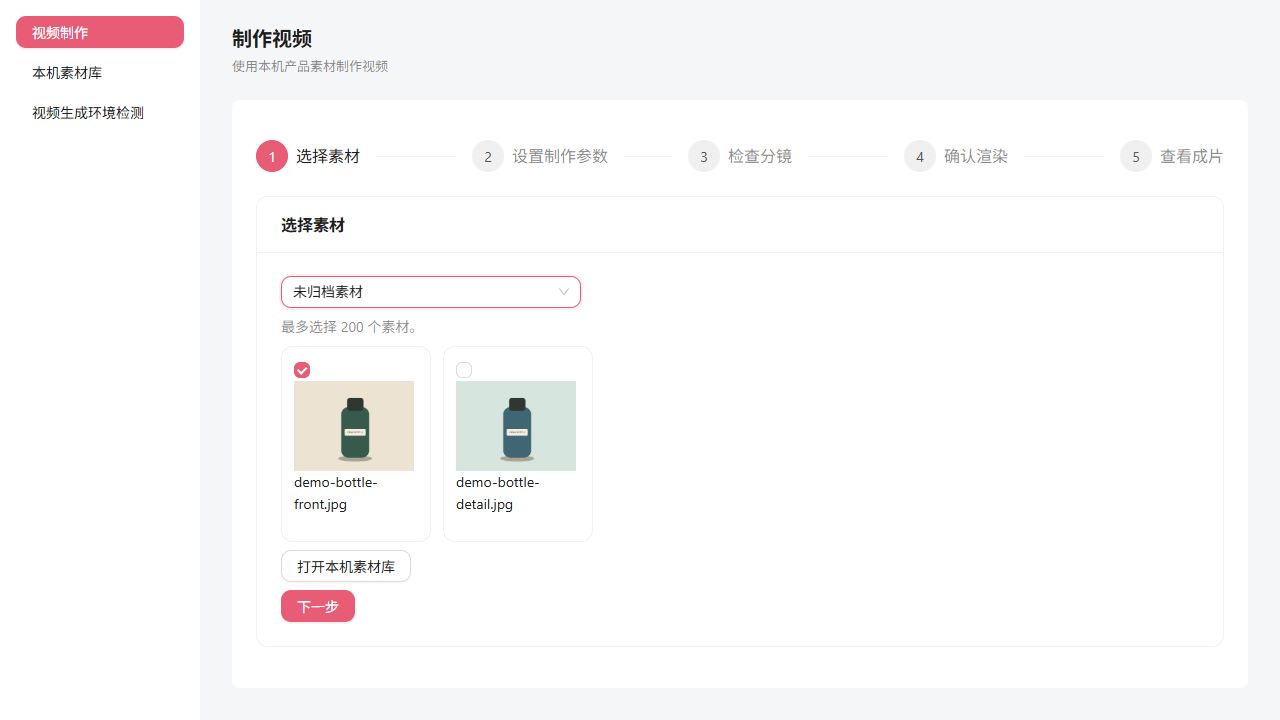 视频制作
本机素材库
视频生成环境检测
制作视频
使用本机产品素材制作视频
1 选择素材
2 设置制作参数
3 检查分镜
4 确认渲染
5 查看成片
选择素材
未归档素材
最多选择 200 个素材。
demo-bottle-
front.jpg
demo-bottle-
detail.jpg
打开本机素材库
下一步